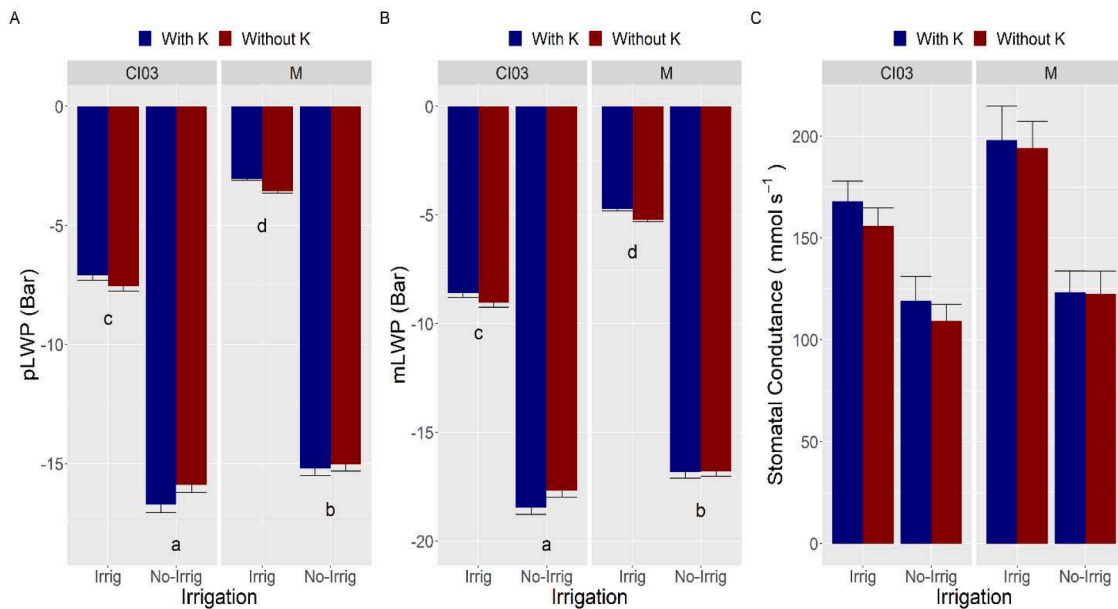 A
With K Without K
CI03 M
pLWP (Bar)
0
-5
-10
-15
c
a
d
b
Irrig No-Irrig Irrig No-Irrig
Irrigation
B
With K Without K
CI03 M
mLWP (Bar)
0
-5
-10
-15
-20
c
a
d
b
Irrig No-Irrig Irrig No-Irrig
Irrigation
C
With K Without K
CI03 M
Stomatal Condutance ( mmol s⁻¹ )
200
150
100
50
0
Irrig No-Irrig Irrig No-Irrig
Irrigation